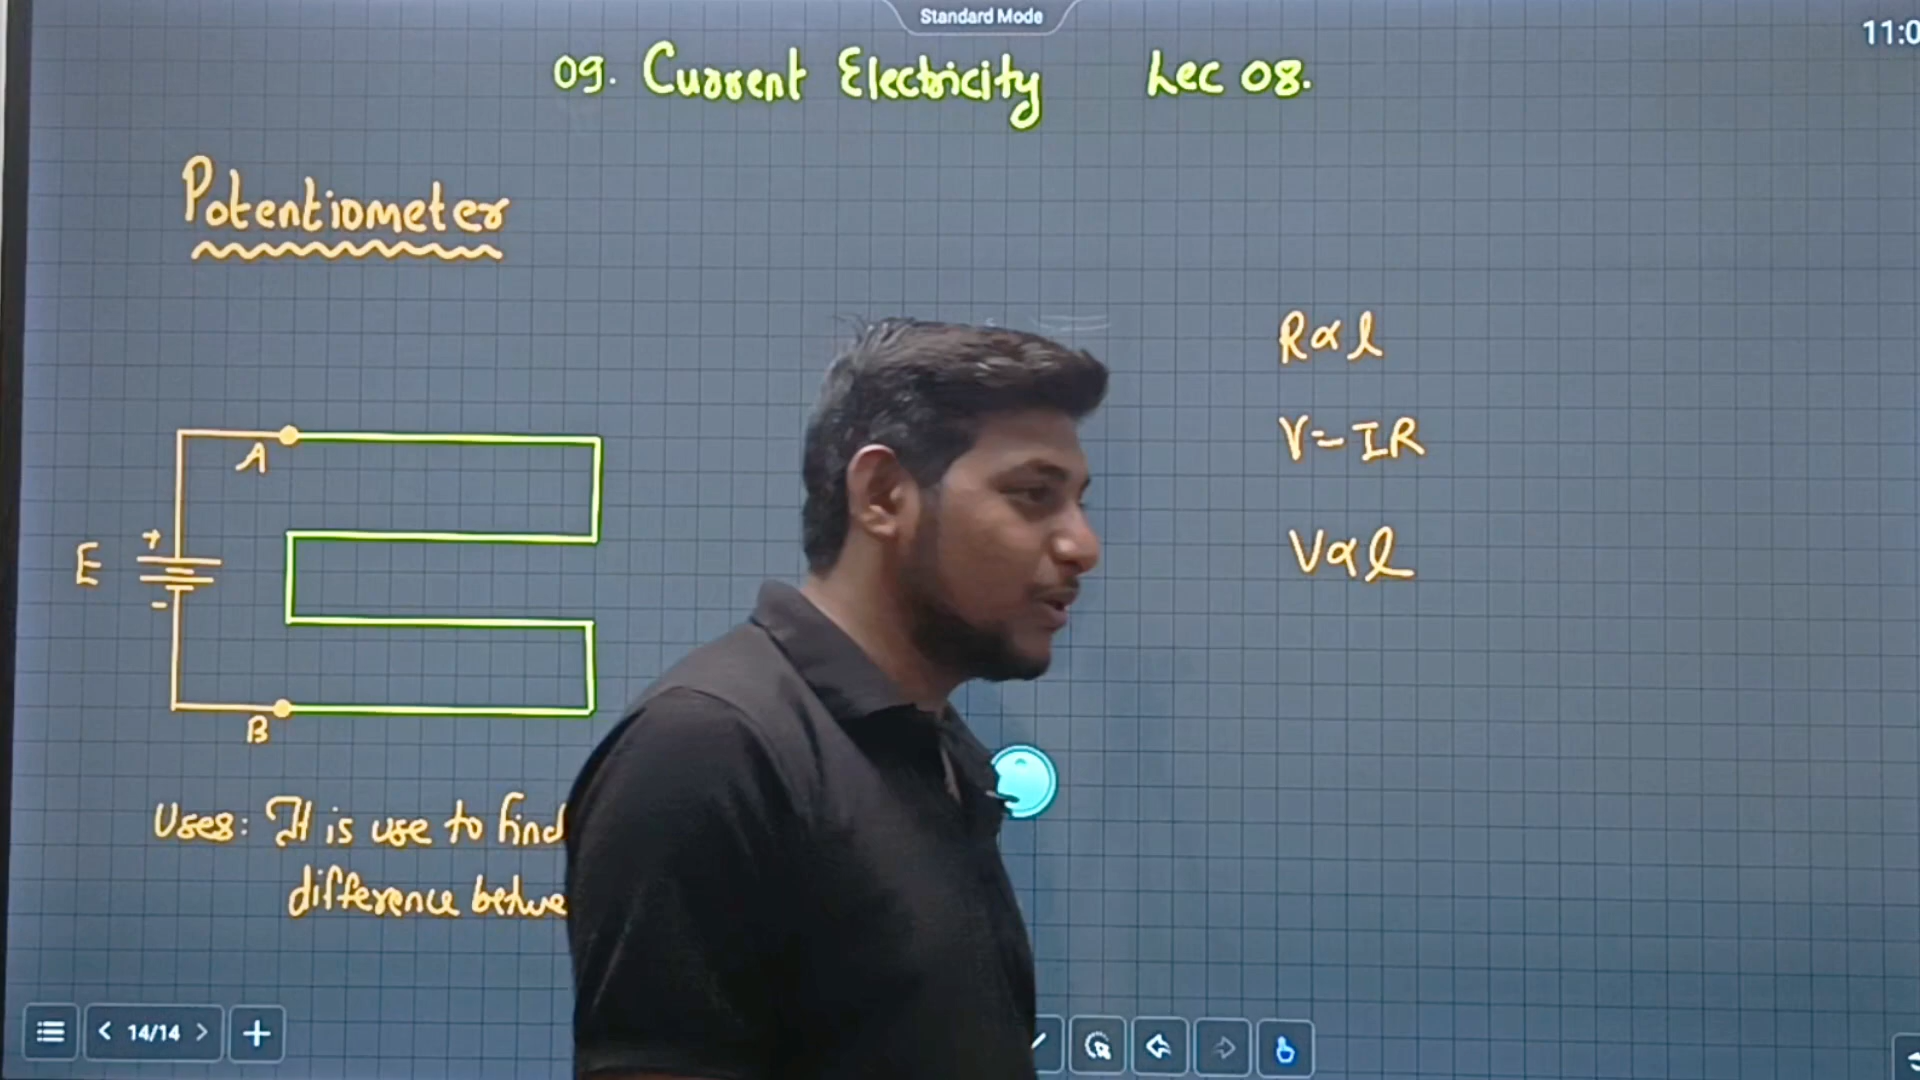 Standard Mode
11:0
09. Current Electricity Lec 08.
Potentiometer
R∝l
V=IR
V∝l
A
+
E
-
B
Uses: It is use to find
difference betwe
14/14